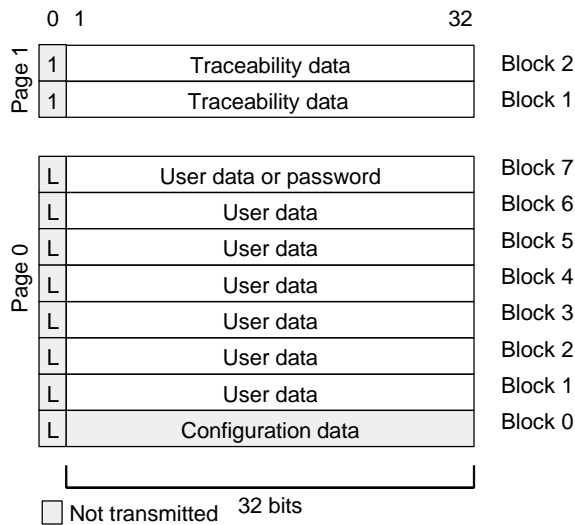 0 1 32
Page 1
1 Traceability data Block 2
1 Traceability data Block 1
Page 0
L User data or password Block 7
L User data Block 6
L User data Block 5
L User data Block 4
L User data Block 3
L User data Block 2
L User data Block 1
L Configuration data Block 0
32 bits
Not transmitted